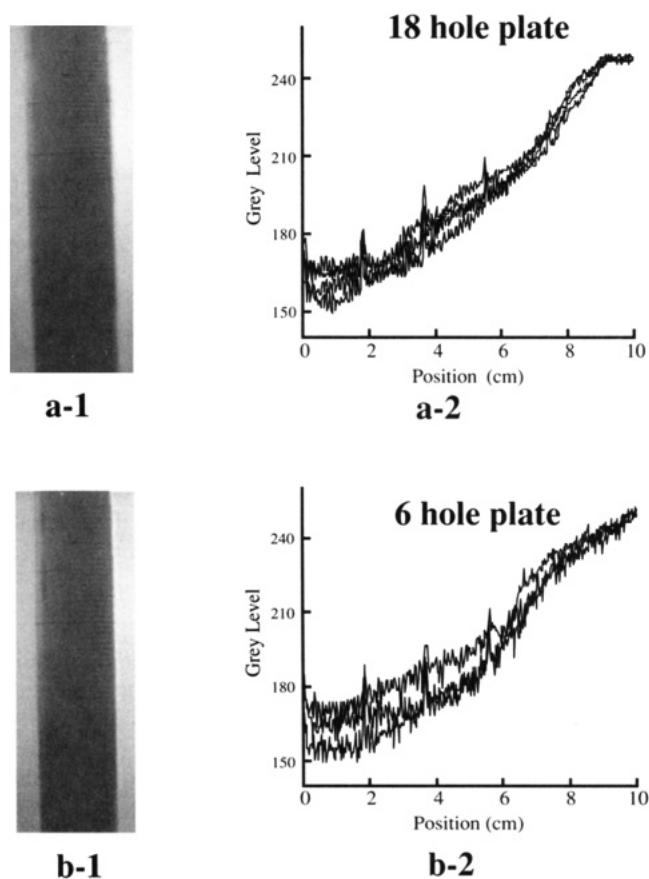 18 hole plate
240
210
180
150
Grey Level
0 2 4 6 8 10
Position (cm)
a-1
a-2
6 hole plate
240
210
180
150
Grey Level
0 2 4 6 8 10
Position (cm)
b-1
b-2